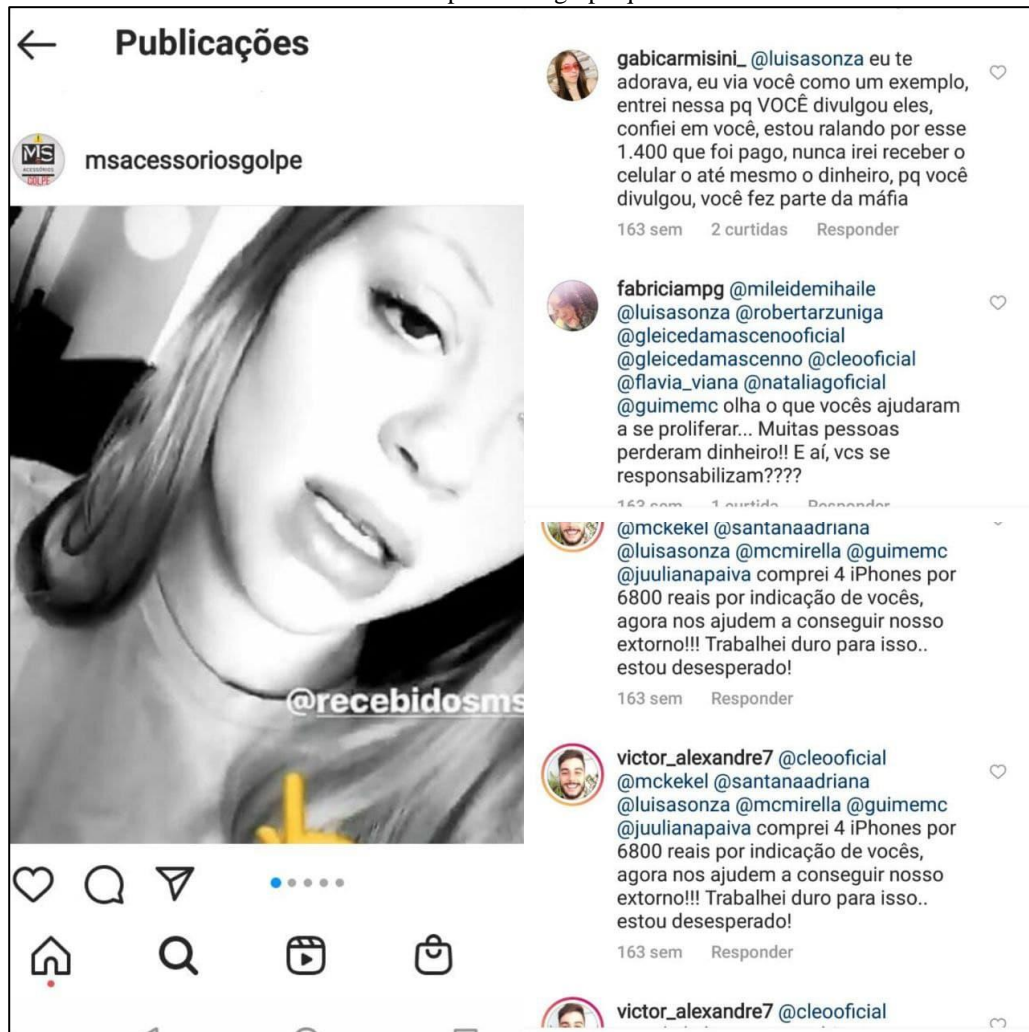 Publicações
MS
ACESSÓRIOS
GOLPE
msacessoriosgolpe
@recebidosms
gabicarmisini_ @luisasonza eu te
adorava, eu via você como um exemplo,
entrei nessa pq VOCÊ divulgou eles,
confiei em você, estou ralando por esse
1.400 que foi pago, nunca irei receber o
celular o até mesmo o dinheiro, pq você
divulgou, você fez parte da máfia
163 sem 2 curtidas Responder
fabriciampg @mileidemihaile
@luisasonza @robertarzuniga
@gleicedamascenooficial
@gleicedamascenno @cleooficial
@flavia_viana @nataliagoficial
@guimemc olha o que vocês ajudaram
a se proliferar... Muitas pessoas
perderam dinheiro!! E aí, vcs se
responsabilizam????
163 sem 1 curtida Responder
@mckekel @santanaadriana
@luisasonza @mcmirella @guimemc
@juulianapaiva comprei 4 iPhones por
6800 reais por indicação de vocês,
agora nos ajudem a conseguir nosso
extorno!!! Trabalhei duro para isso..
estou desesperado!
163 sem Responder
victor_alexandre7 @cleooficial
@mckekel @santanaadriana
@luisasonza @mcmirella @guimemc
@juulianapaiva comprei 4 iPhones por
6800 reais por indicação de vocês,
agora nos ajudem a conseguir nosso
extorno!!! Trabalhei duro para isso..
estou desesperado!
163 sem Responder
victor_alexandre7 @cleooficial